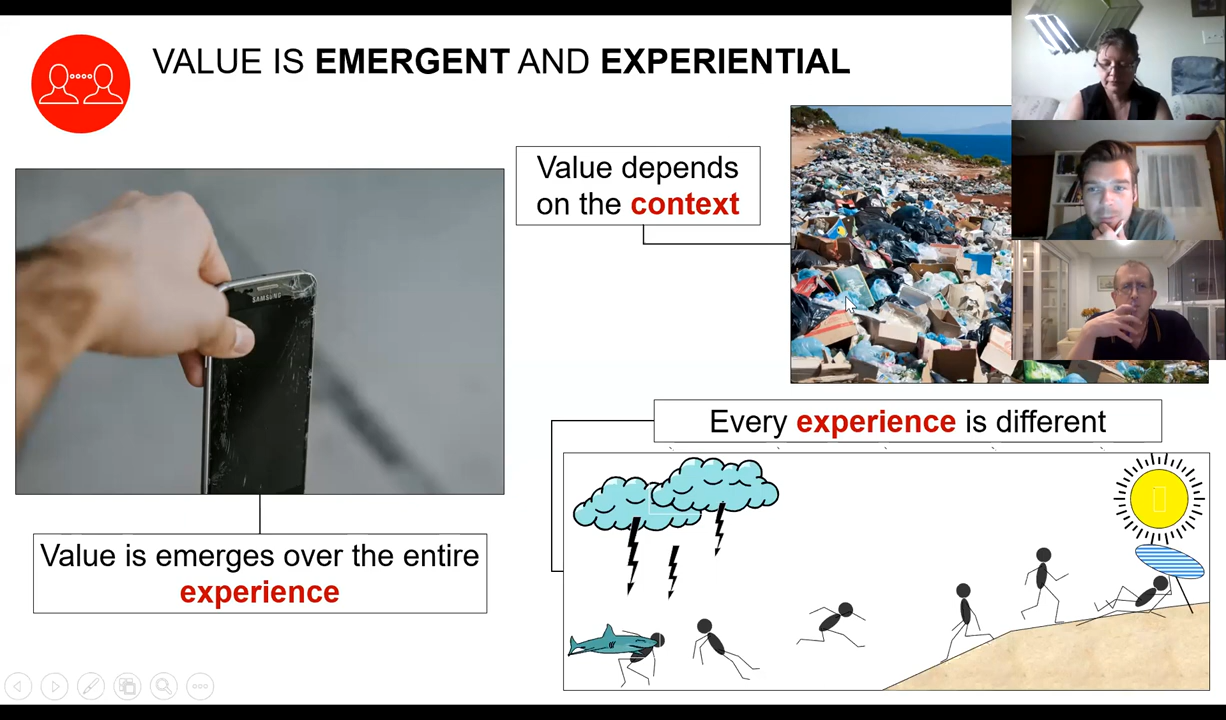 VALUE IS EMERGENT AND EXPERIENTIAL
Value depends
on the context
SAMSUNG
Every experience is different
Value is emerges over the entire
experience